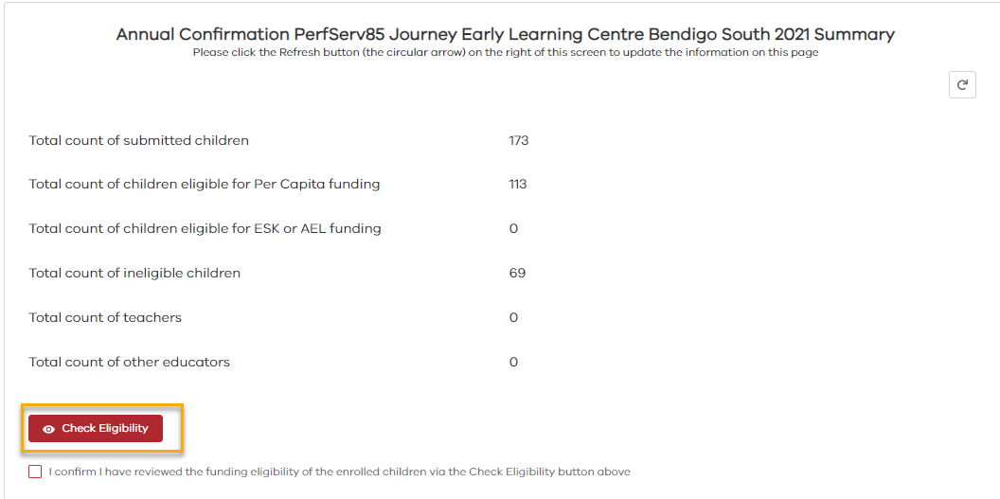 Annual Confirmation PerfServ85 Journey Early Learning Centre Bendigo South 2021 Summary
Please click the Refresh button (the circular arrow) on the right of this screen to update the information on this page
Total count of submitted children 173
Total count of children eligible for Per Capita funding 113
Total count of children eligible for ESK or AEL funding 0
Total count of ineligible children 69
Total count of teachers 0
Total count of other educators 0
Check Eligibility
I confirm I have reviewed the funding eligibility of the enrolled children via the Check Eligibility button above